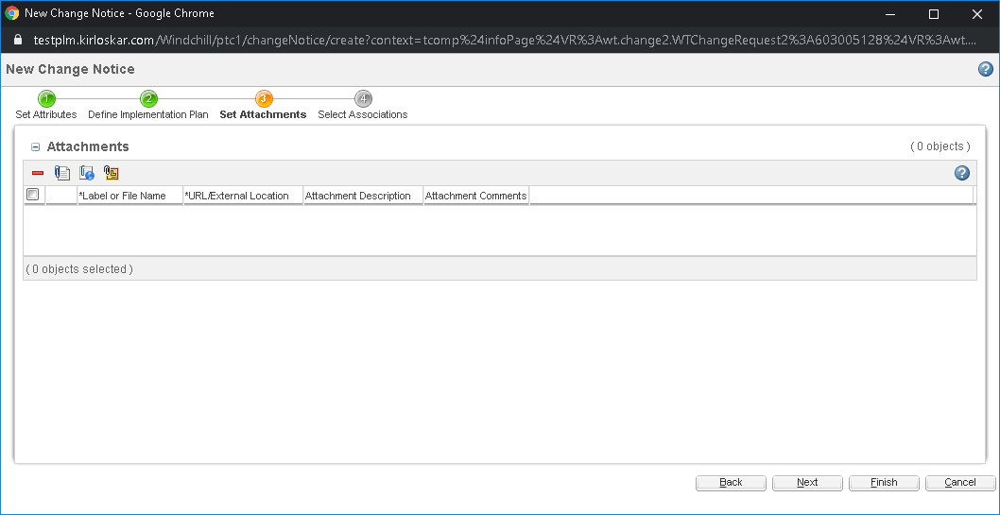 New Change Notice - Google Chrome
testplm.kirloskar.com/Windchill/ptc1/changeNotice/create?context=tcomp%24infoPage%24VR%3Awt.change2.WTChangeRequest2%3A603005128%24VR%3Awt....
New Change Notice
?
1 2 3 4
Set Attributes Define Implementation Plan Set Attachments Select Associations
Attachments ( 0 objects )
?
*Label or File Name *URL/External Location Attachment Description Attachment Comments
( 0 objects selected )
Back Next Finish Cancel